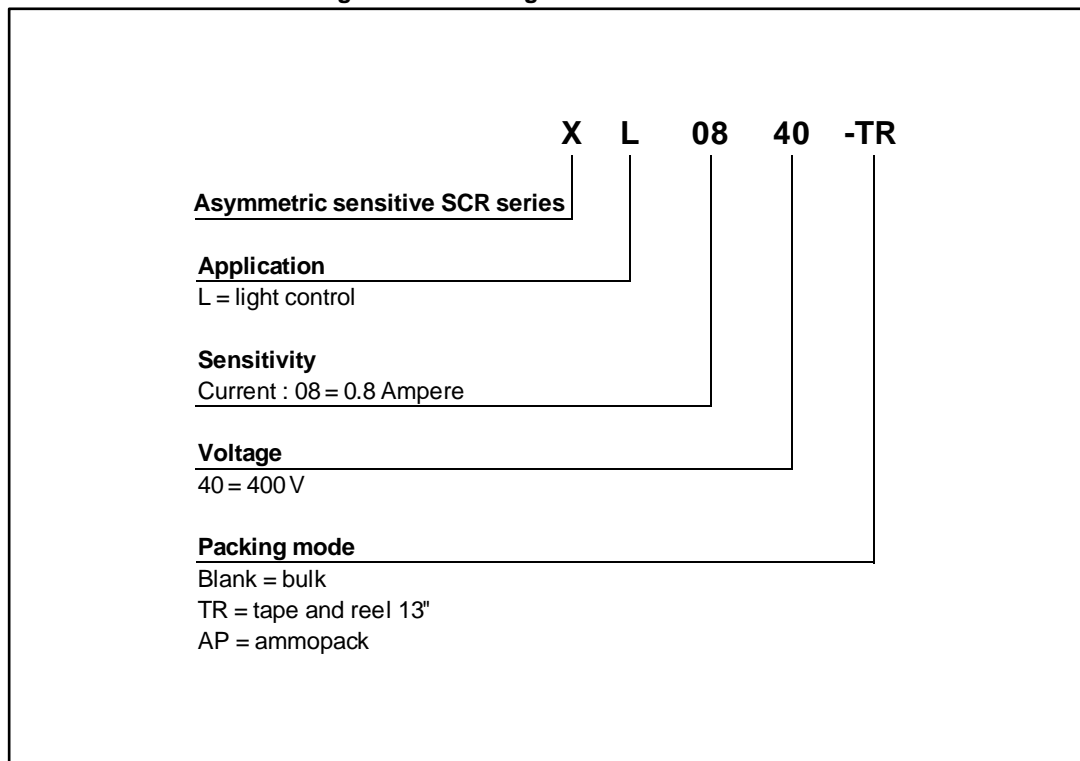 X L 08 40 -TR
Asymmetric sensitive SCR series
Application
L = light control
Sensitivity
Current : 08 = 0.8 Ampere
Voltage
40 = 400 V
Packing mode
Blank = bulk
TR = tape and reel 13"
AP = ammopack